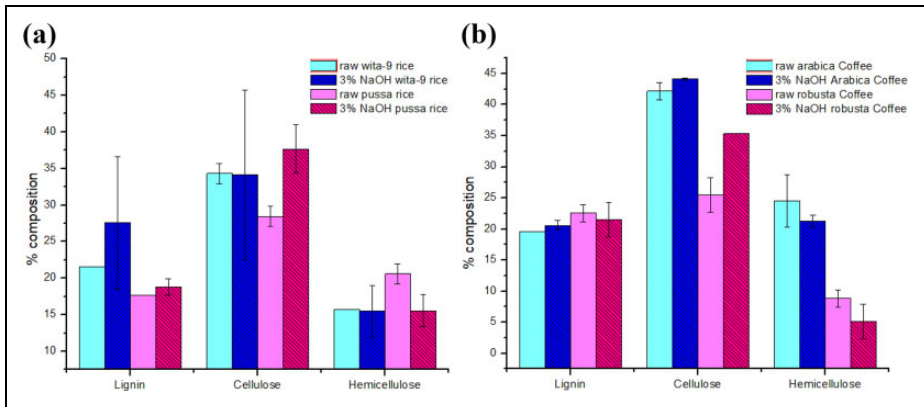 (a)
raw wita-9 rice
3% NaOH wita-9 rice
raw pussa rice
3% NaOH pussa rice
% composition
50
45
40
35
30
25
20
15
10
Lignin
Cellulose
Hemicellulose
(b)
raw arabica Coffee
3% NaOH Arabica Coffee
raw robusta Coffee
3% NaOH robusta Coffee
% composition
45
40
35
30
25
20
15
10
5
0
Lignin
Cellulose
Hemicellulose